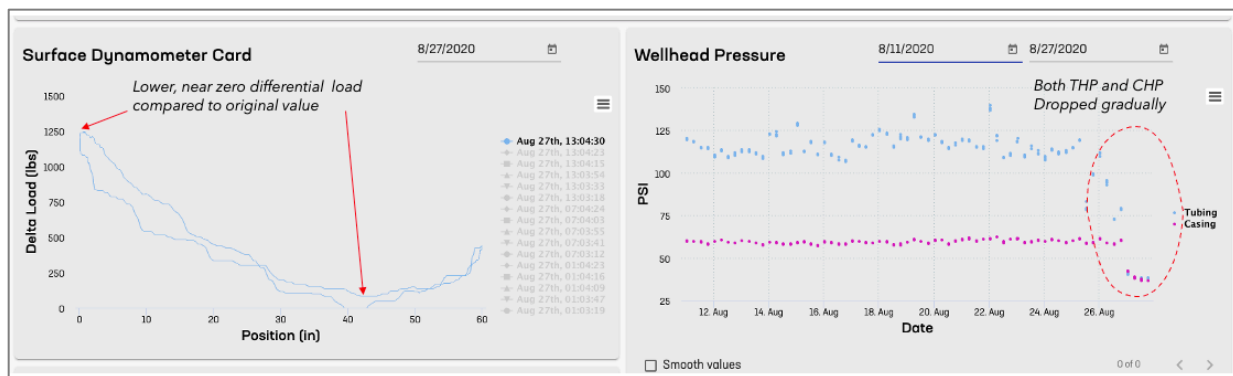 Surface Dynamometer Card
8/27/2020
Lower, near zero differential load
compared to original value
1500
1250
1000
750
500
250
0
Delta Load (lbs)
0
10
20
30
40
50
60
Position (in)
Aug 27th, 13:04:30
Aug 27th, 13:04:23
Aug 27th, 13:04:15
Aug 27th, 13:03:54
Aug 27th, 13:03:33
Aug 27th, 13:03:18
Aug 27th, 07:04:24
Aug 27th, 07:04:03
Aug 27th, 07:03:55
Aug 27th, 07:03:41
Aug 27th, 07:03:12
Aug 27th, 01:04:23
Aug 27th, 01:04:16
Aug 27th, 01:04:09
Aug 27th, 01:03:47
Aug 27th, 01:03:19
Wellhead Pressure
8/11/2020
8/27/2020
Both THP and CHP
Dropped gradually
150
125
100
75
50
25
PSI
12. Aug
14. Aug
16. Aug
18. Aug
20. Aug
22. Aug
24. Aug
26. Aug
Date
Tubing
Casing
Smooth values
0 of 0